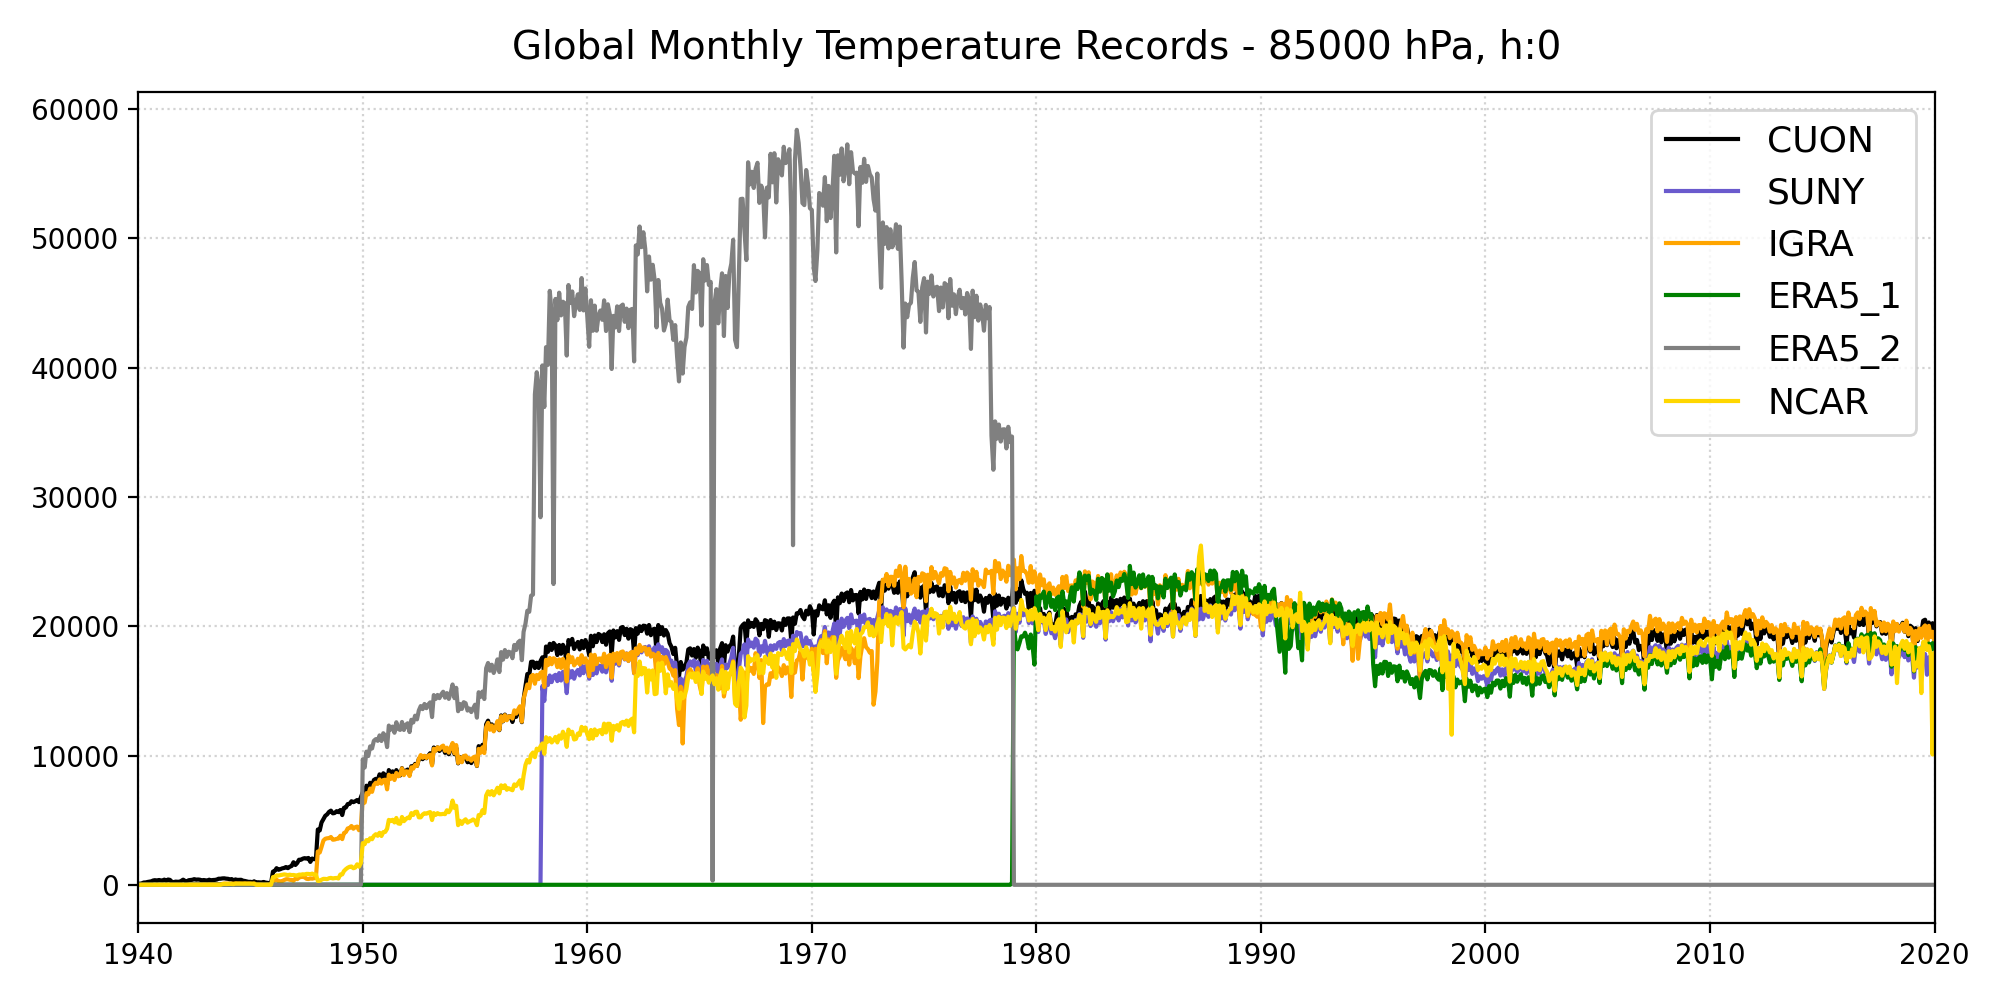 Global Monthly Temperature Records - 85000 hPa, h:0
60000
50000
40000
30000
20000
10000
0
CUON
SUNY
IGRA
ERA5_1
ERA5_2
NCAR
1940 1950 1960 1970 1980 1990 2000 2010 2020